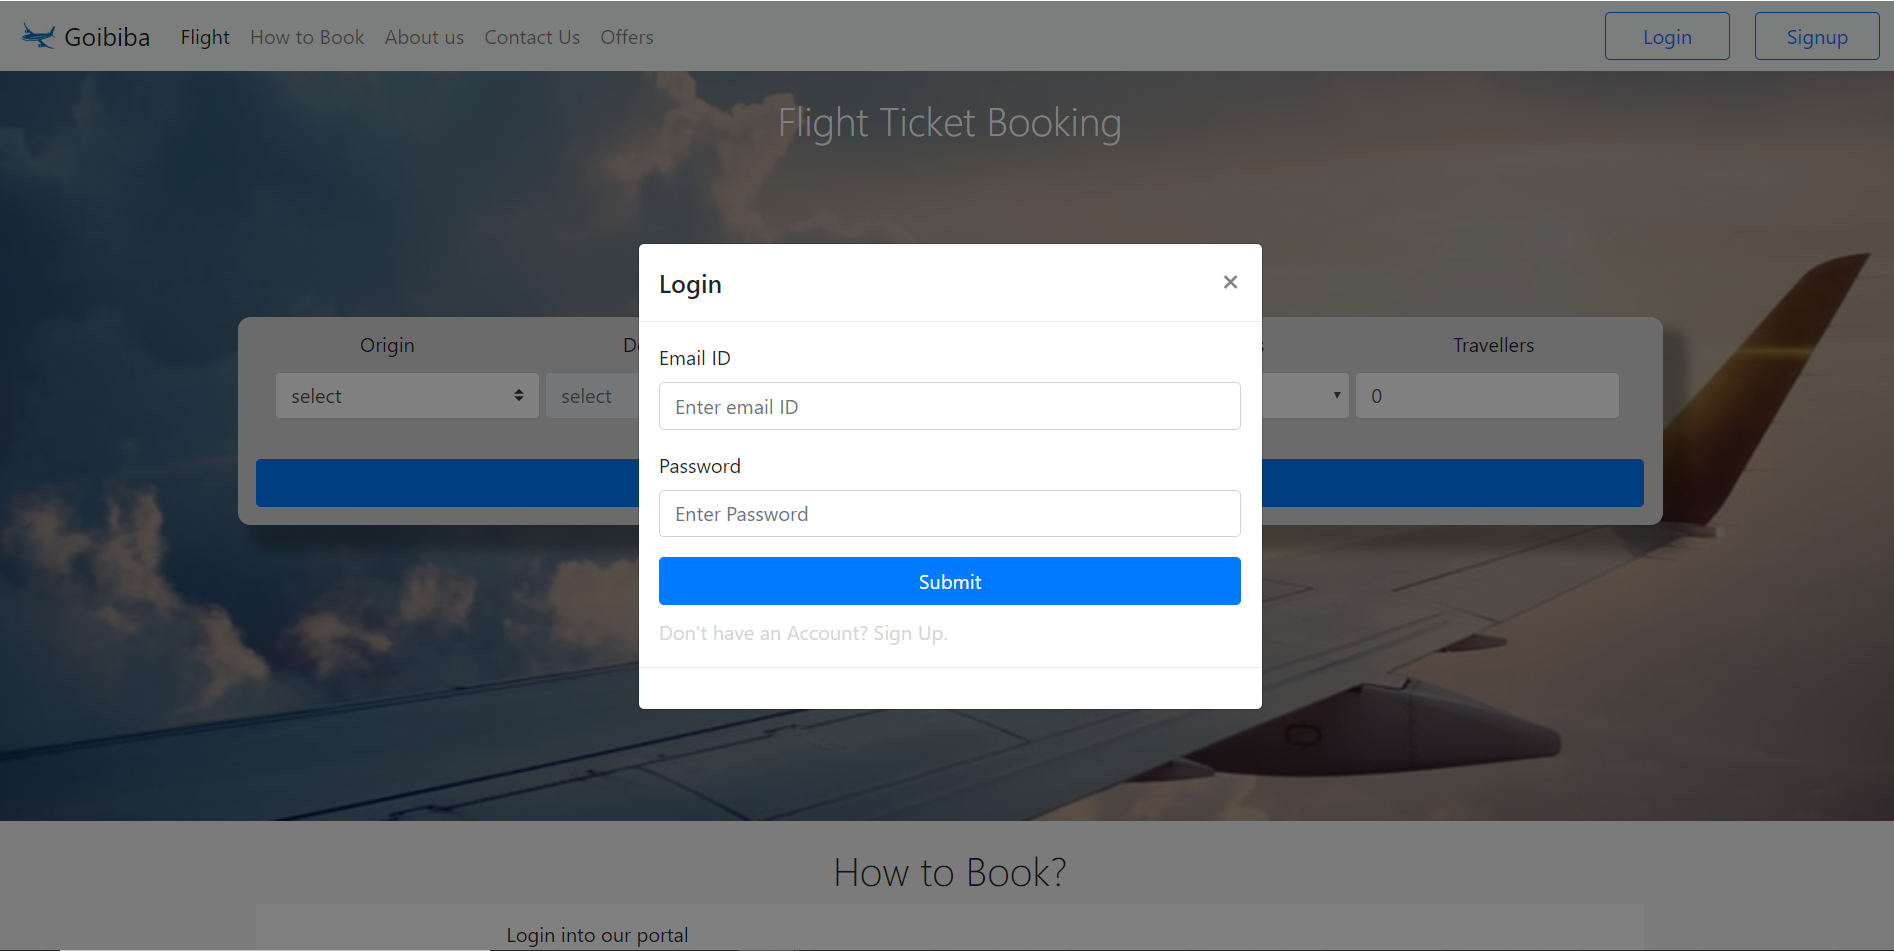 Goibiba Flight How to Book About us Contact Us Offers Login Signup
Flight Ticket Booking
Login ×
Origin Travellers
Email ID
select select 0
Enter email ID
Password
Enter Password
Submit
Don't have an Account? Sign Up.
How to Book?
Login into our portal